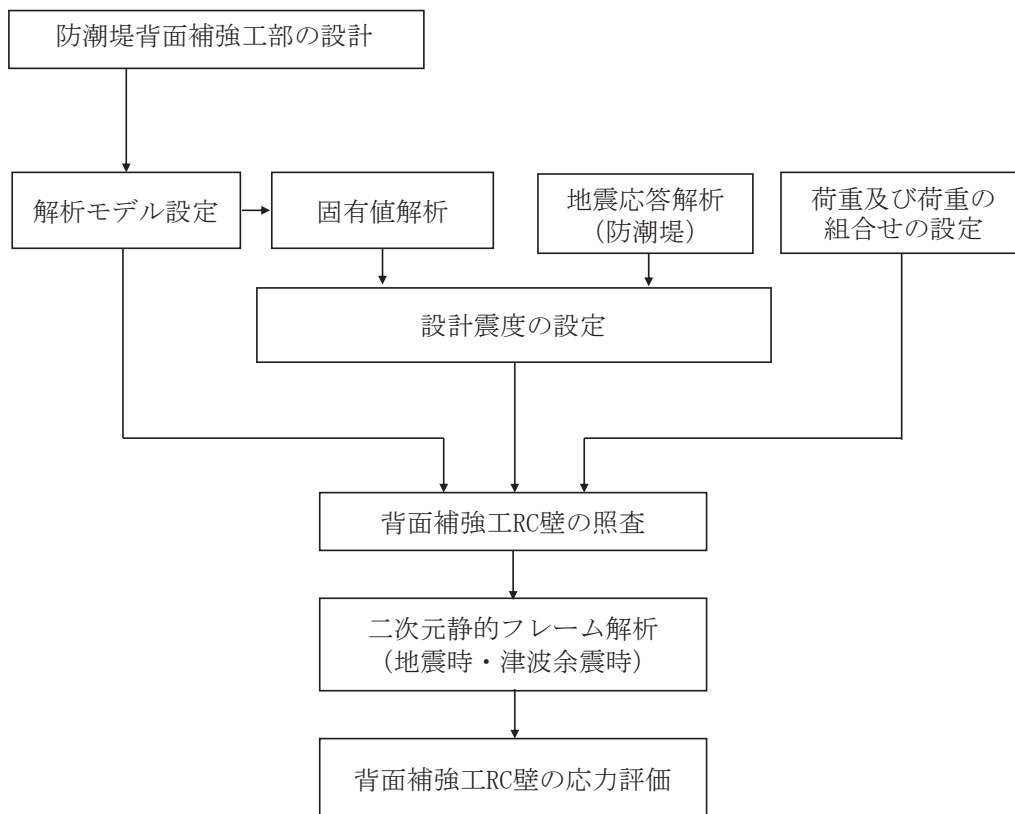 防潮堤背面補強工部の設計
解析モデル設定
固有値解析
地震応答解析
(防潮堤)
荷重及び荷重の
組合せの設定
設計震度の設定
背面補強工RC壁の照査
二次元静的フレーム解析
（地震時・津波余震時）
背面補強工RC壁の応力評価